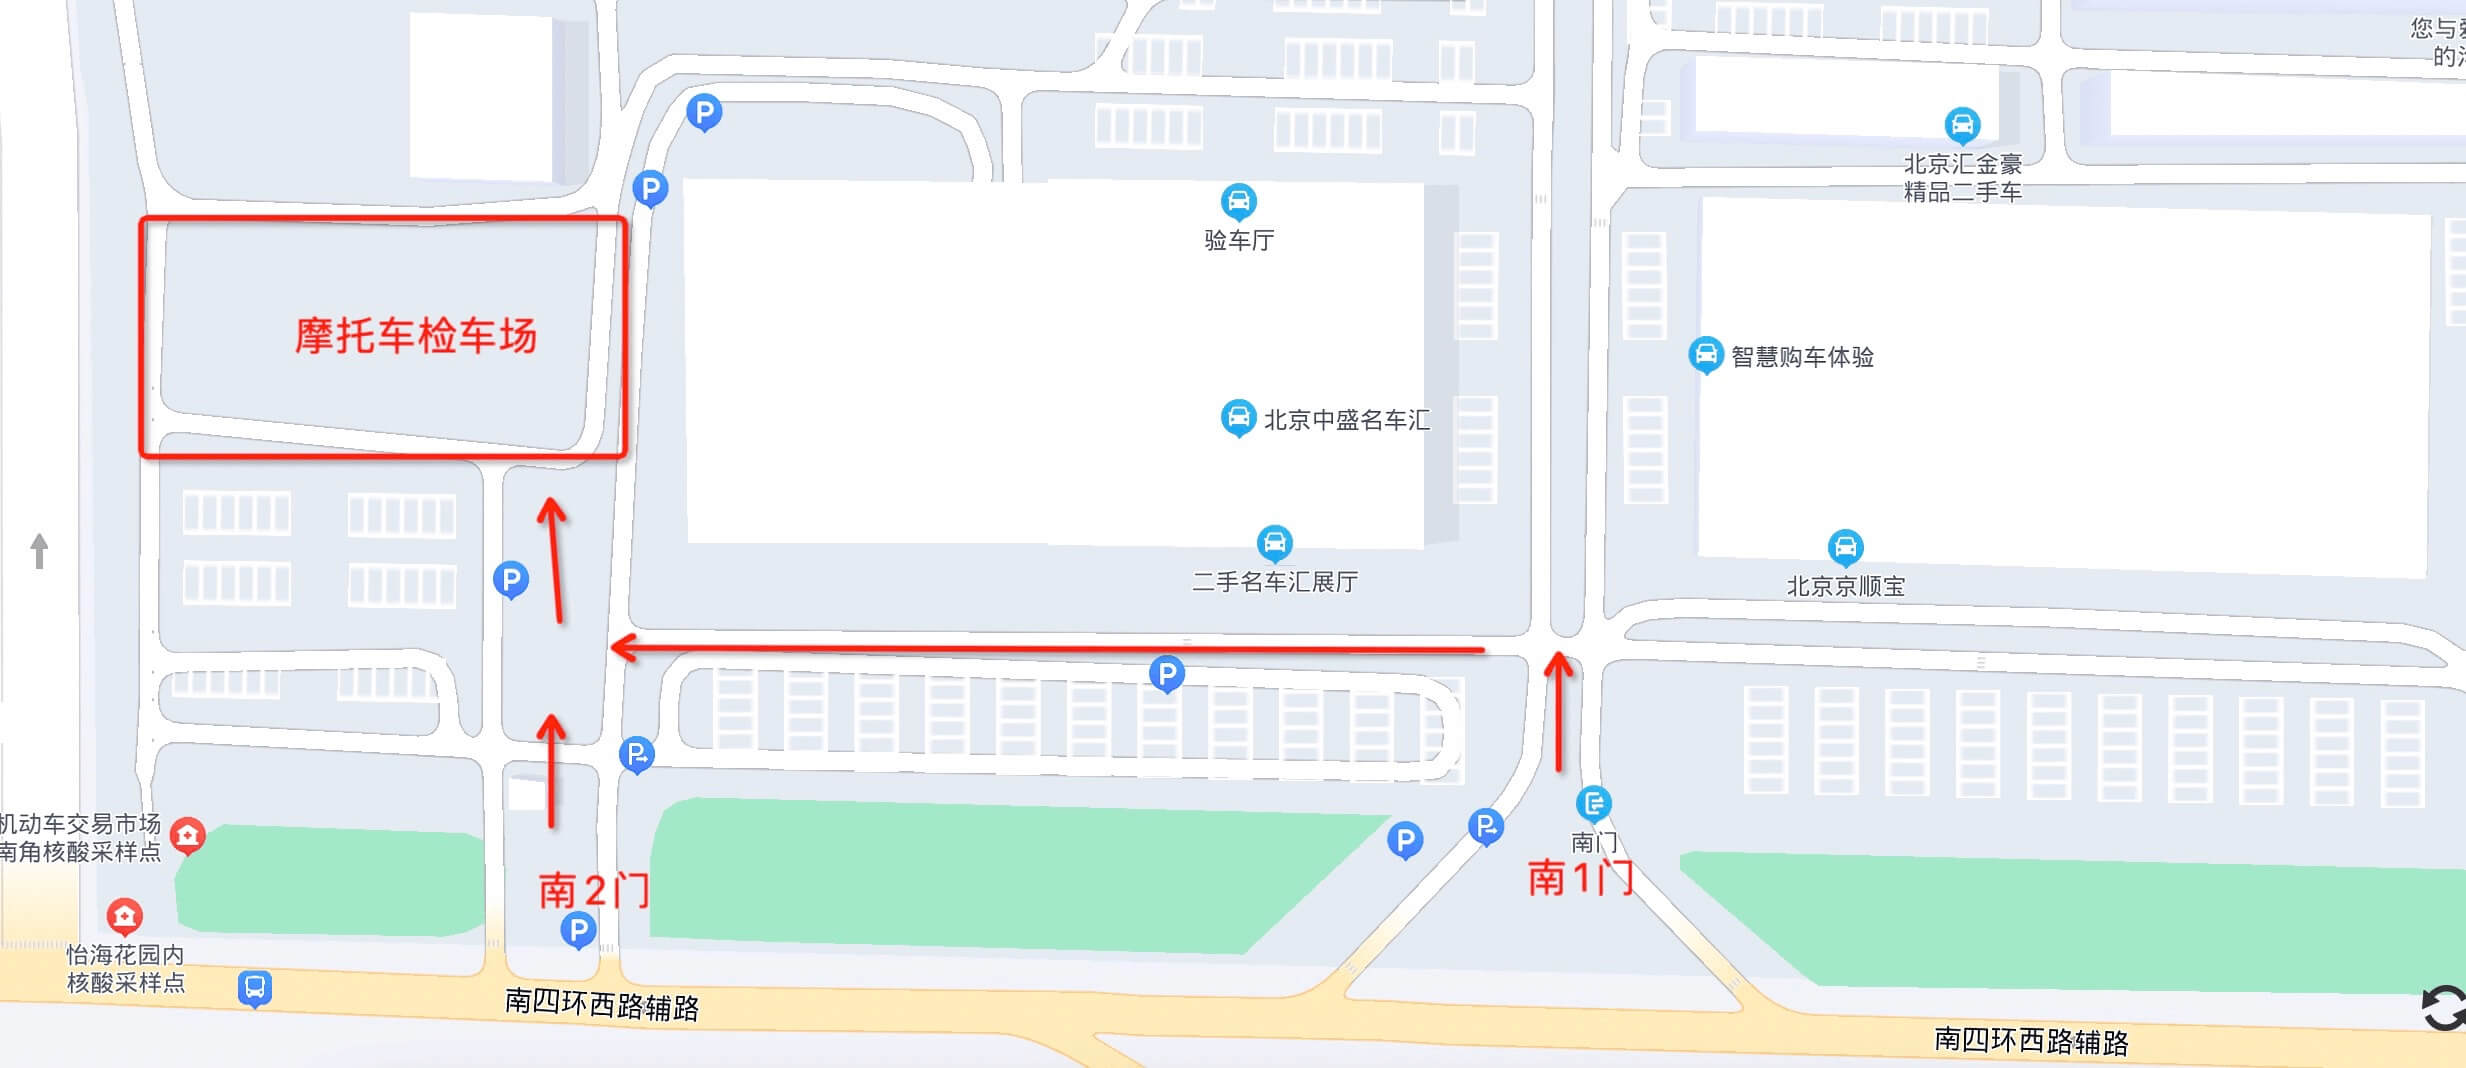 您与爱
的沟
北京汇金豪
精品二手车
验车厅
摩托车检车场
智慧购车体验
北京中盛名车汇
二手名车汇展厅
北京京顺宝
机动车交易市场
南角核酸采样点
南门
南1门
南2门
怡海花园内
核酸采样点
南四环西路辅路
南四环西路辅路